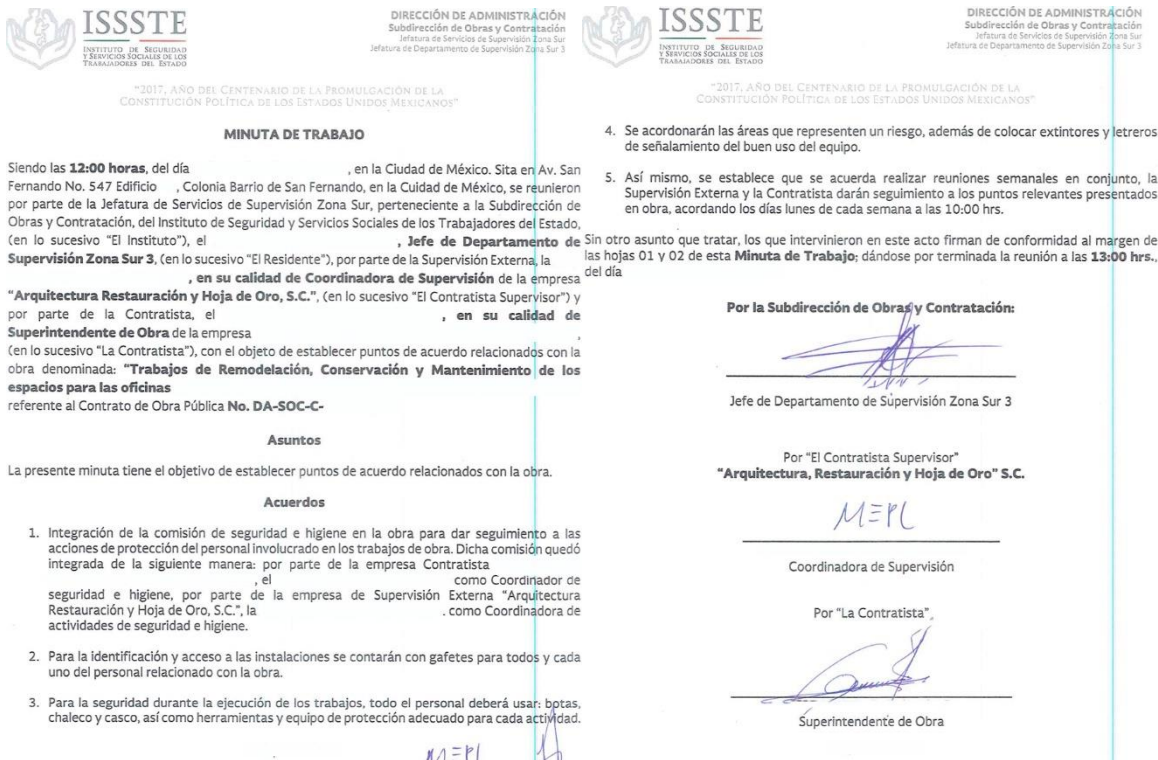 ISSSTE
INSTITUTO DE SEGURIDAD
Y SERVICIOS SOCIALES DE LOS
TRABAJADORES DEL ESTADO
DIRECCIÓN DE ADMINISTRACIÓN
Subdirección de Obras y Contratación
Jefatura de Servicios de Supervisión Zona Sur
Jefatura de Departamento de Supervisión Zona Sur 3
"2017, AÑO DEL CENTENARIO DE LA PROMULGACIÓN DE LA
CONSTITUCIÓN POLÍTICA DE LOS ESTADOS UNIDOS MEXICANOS"
MINUTA DE TRABAJO
Siendo las 12:00 horas, del día , en la Ciudad de México. Sita en Av. San
Fernando No. 547 Edificio , Colonia Barrio de San Fernando, en la Cuidad de México, se reunieron
por parte de la Jefatura de Servicios de Supervisión Zona Sur, perteneciente a la Subdirección de
Obras y Contratación, del Instituto de Seguridad y Servicios Sociales de los Trabajadores del Estado,
(en lo sucesivo "El Instituto"), el , Jefe de Departamento de
Supervisión Zona Sur 3, (en lo sucesivo "El Residente"), por parte de la Supervisión Externa, la
, en su calidad de Coordinadora de Supervisión de la empresa
"Arquitectura Restauración y Hoja de Oro, S.C.", (en lo sucesivo "El Contratista Supervisor") y
por parte de la Contratista, el , en su calidad de
Superintendente de Obra de la empresa ,
(en lo sucesivo "La Contratista"), con el objeto de establecer puntos de acuerdo relacionados con la
obra denominada: "Trabajos de Remodelación, Conservación y Mantenimiento de los
espacios para las oficinas
referente al Contrato de Obra Pública No. DA-SOC-C-
Asuntos
La presente minuta tiene el objetivo de establecer puntos de acuerdo relacionados con la obra.
Acuerdos
1. Integración de la comisión de seguridad e higiene en la obra para dar seguimiento a las
acciones de protección del personal involucrado en los trabajos de obra. Dicha comisión quedó
integrada de la siguiente manera: por parte de la empresa Contratista
, el como Coordinador de
seguridad e higiene, por parte de la empresa de Supervisión Externa "Arquitectura
Restauración y Hoja de Oro, S.C.", la . como Coordinadora de
actividades de seguridad e higiene.
2. Para la identificación y acceso a las instalaciones se contarán con gafetes para todos y cada
uno del personal relacionado con la obra.
3. Para la seguridad durante la ejecución de los trabajos, todo el personal deberá usar: botas,
chaleco y casco, así como herramientas y equipo de protección adecuado para cada actividad.
MEPL
ISSSTE
INSTITUTO DE SEGURIDAD
Y SERVICIOS SOCIALES DE LOS
TRABAJADORES DEL ESTADO
DIRECCIÓN DE ADMINISTRACIÓN
Subdirección de Obras y Contratación
Jefatura de Servicios de Supervisión Zona Sur
Jefatura de Departamento de Supervisión Zona Sur 3
"2017, AÑO DEL CENTENARIO DE LA PROMULGACIÓN DE LA
CONSTITUCIÓN POLÍTICA DE LOS ESTADOS UNIDOS MEXICANOS"
4. Se acordonarán las áreas que representen un riesgo, además de colocar extintores y letreros
de señalamiento del buen uso del equipo.
5. Así mismo, se establece que se acuerda realizar reuniones semanales en conjunto, la
Supervisión Externa y la Contratista darán seguimiento a los puntos relevantes presentados
en obra, acordando los días lunes de cada semana a las 10:00 hrs.
Sin otro asunto que tratar, los que intervinieron en este acto firman de conformidad al margen de
las hojas 01 y 02 de esta Minuta de Trabajo; dándose por terminada la reunión a las 13:00 hrs.,
del día
Por la Subdirección de Obras y Contratación:
Jefe de Departamento de Supervisión Zona Sur 3
Por "El Contratista Supervisor"
"Arquitectura, Restauración y Hoja de Oro" S.C.
MEPL
Coordinadora de Supervisión
Por "La Contratista",
Superintendente de Obra